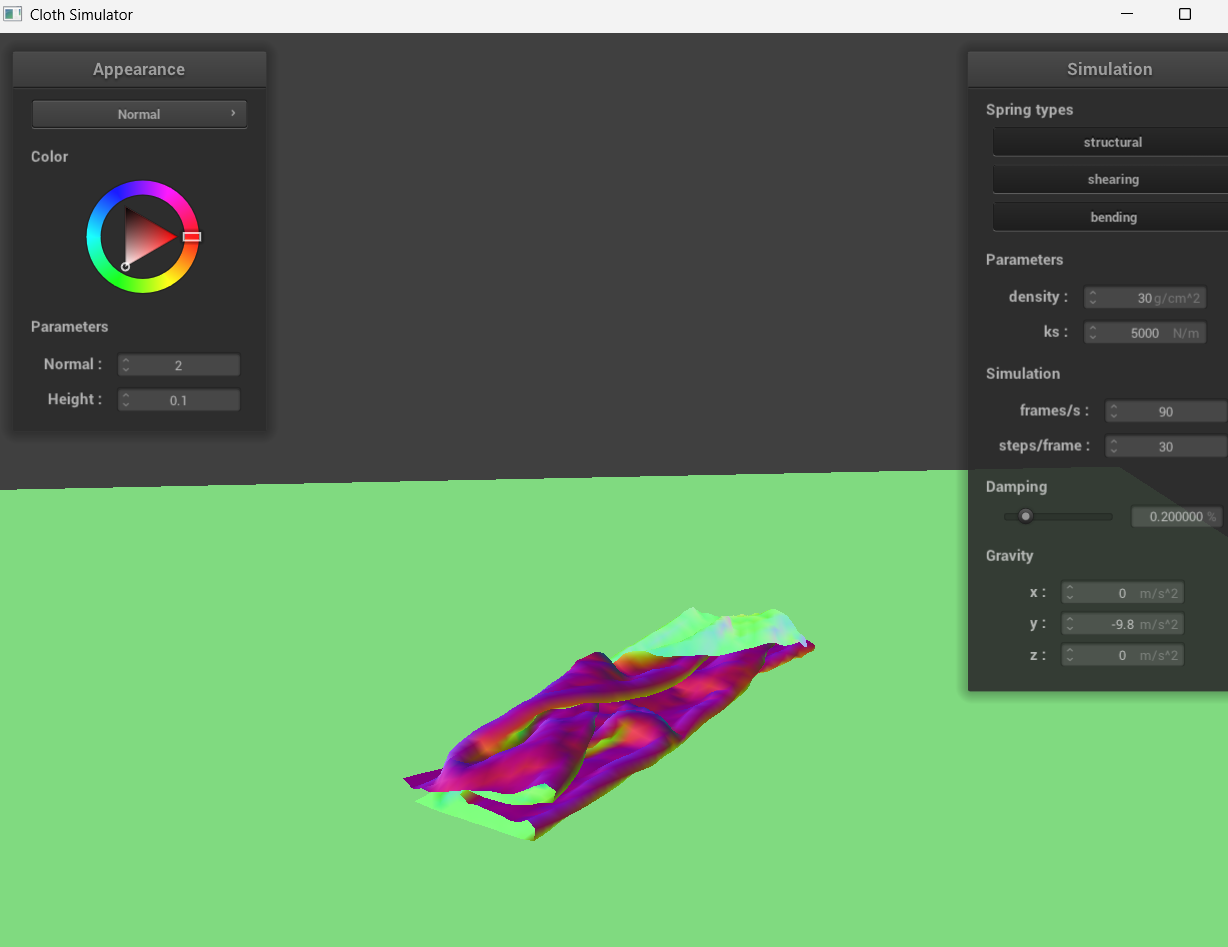 Cloth Simulator
Appearance
Normal
Color
Parameters
Normal : 2
Height : 0.1
Simulation
Spring types
structural
shearing
bending
Parameters
density : 30 g/cm^2
ks : 5000 N/m
Simulation
frames/s : 90
steps/frame : 30
Damping
0.200000 %
Gravity
x : 0 m/s^2
y : -9.8 m/s^2
z : 0 m/s^2